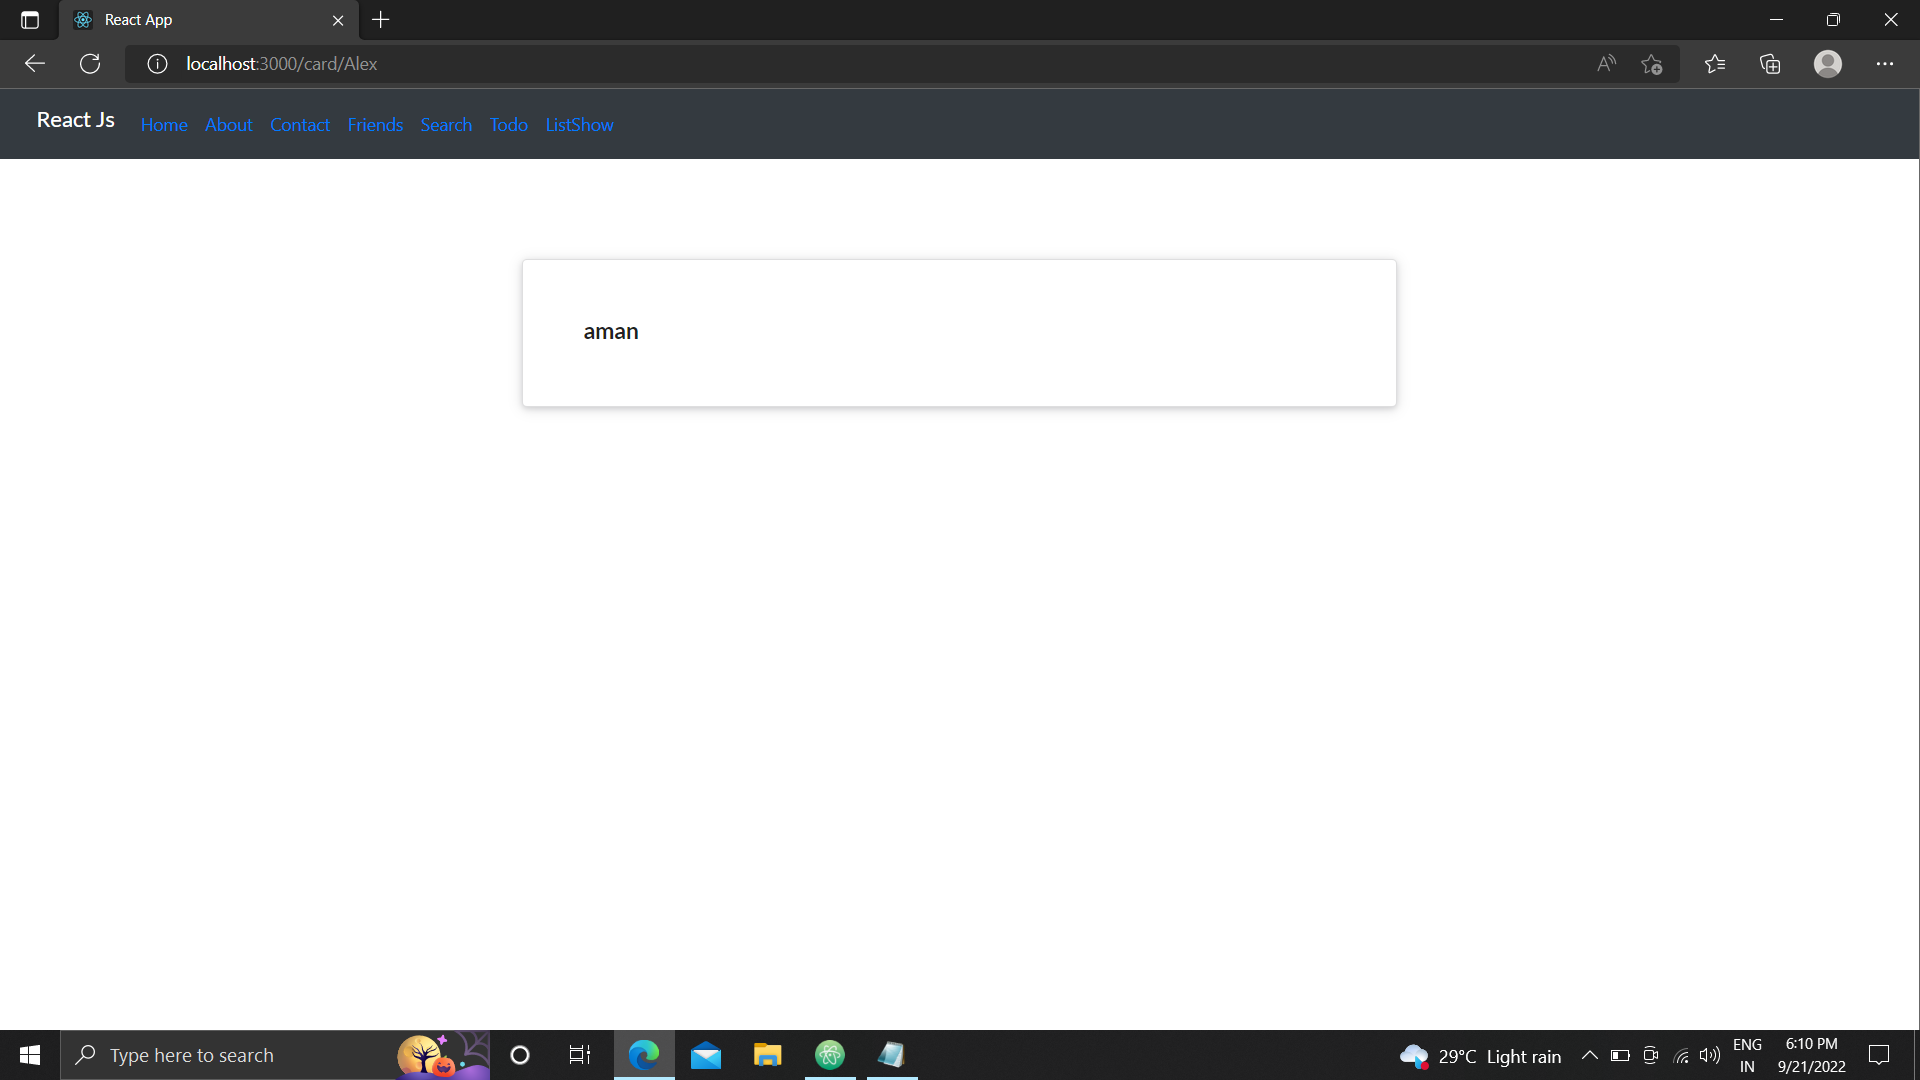 React App
localhost:3000/card/Alex
React Js Home About Contact Friends Search Todo ListShow
aman
Type here to search
29°C Light rain
ENG
IN
6:10 PM
9/21/2022